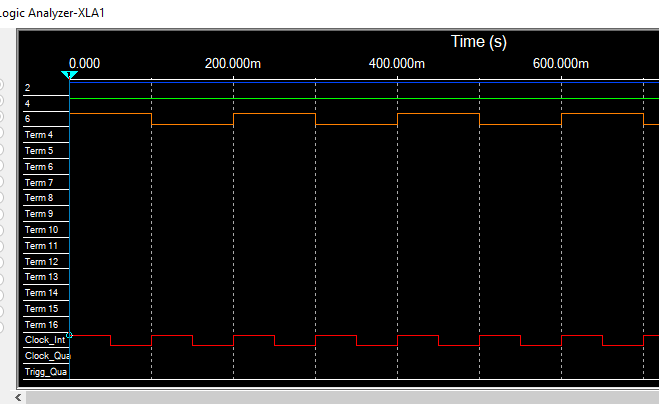 Logic Analyzer-XLA1
Time (s)
0.000 200.000m 400.000m 600.000m
2
4
6
Term 4
Term 5
Term 6
Term 7
Term 8
Term 9
Term 10
Term 11
Term 12
Term 13
Term 14
Term 15
Term 16
Clock_Int
Clock_Qua
Trigg_Qua